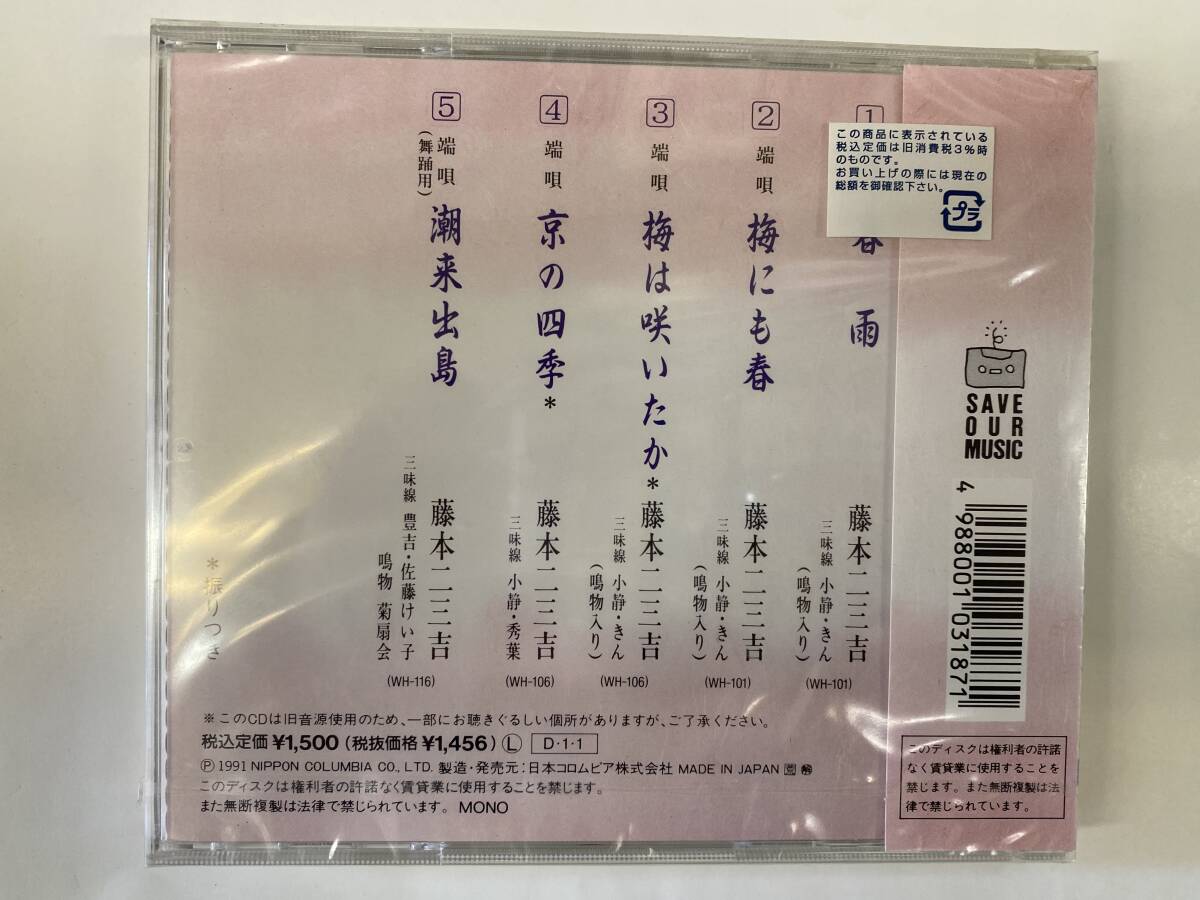 1
春雨
藤本二三吉
三味線 小静・きん
(鳴物入り)
(WH-101)
2
端唄
梅にも春
藤本二三吉
三味線 小静・きん
(鳴物入り)
(WH-101)
3
端唄
梅は咲いたか*
藤本二三吉
三味線 小静・きん
(鳴物入り)
(WH-106)
4
端唄
京の四季*
藤本二三吉
三味線 小静・秀葉
(WH-106)
5
端唄
(舞踊用)
潮来出島
藤本二三吉
三味線 豊吉・佐藤けい子
鳴物 菊扇会
(WH-116)
*振りつき
※このCDは旧音源使用のため、一部にお聴きぐるしい個所がありますが、ご了承ください。
税込定価¥1,500(税抜価格¥1,456) Ⓛ D・1・1
Ⓟ1991 NIPPON COLUMBIA CO., LTD. 製造・発売元:日本コロムビア株式会社 MADE IN JAPAN
このディスクは権利者の許諾なく賃貸業に使用することを禁じます。
また無断複製は法律で禁じられています。 MONO
この商品に表示されている
税込定価は旧消費税3%時
のものです。
お買い上げの際には現在の
総額を御確認下さい。
プラ
SAVE
OUR
MUSIC
4 988001 031871
このディスクは権利者の許諾
なく賃貸業に使用することを
禁じます。また無断複製は法
律で禁じられています。